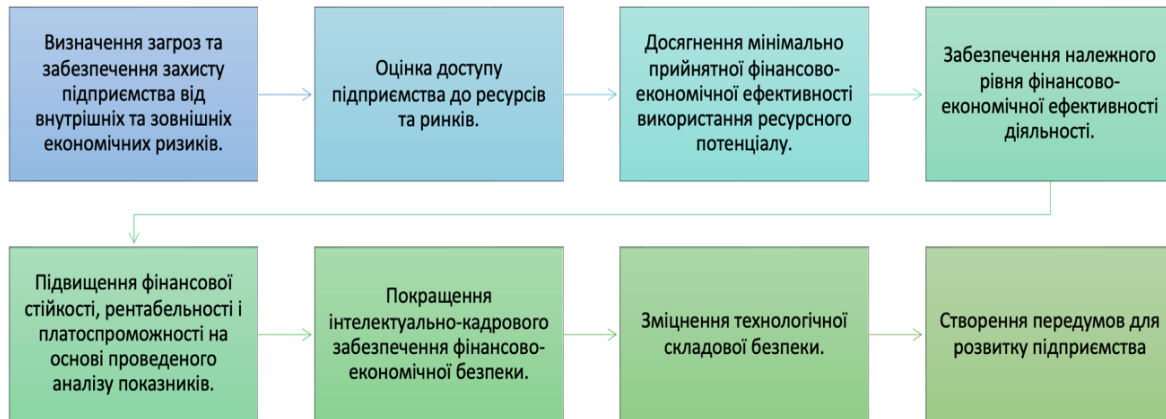 Визначення загроз та
забезпечення захисту
підприємства від
внутрішніх та зовнішніх
економічних ризиків.
Оцінка доступу
підприємства до ресурсів
та ринків.
Досягнення мінімально
прийнятної фінансово-
економічної ефективності
використання ресурсного
потенціалу.
Забезпечення належного
рівня фінансово-
економічної ефективності
діяльності.
Підвищення фінансової
стійкості, рентабельності і
платоспроможності на
основі проведеного
аналізу показників.
Покращення
інтелектуально-кадрового
забезпечення фінансово-
економічної безпеки.
Зміцнення технологічної
складової безпеки.
Створення передумов для
розвитку підприємства